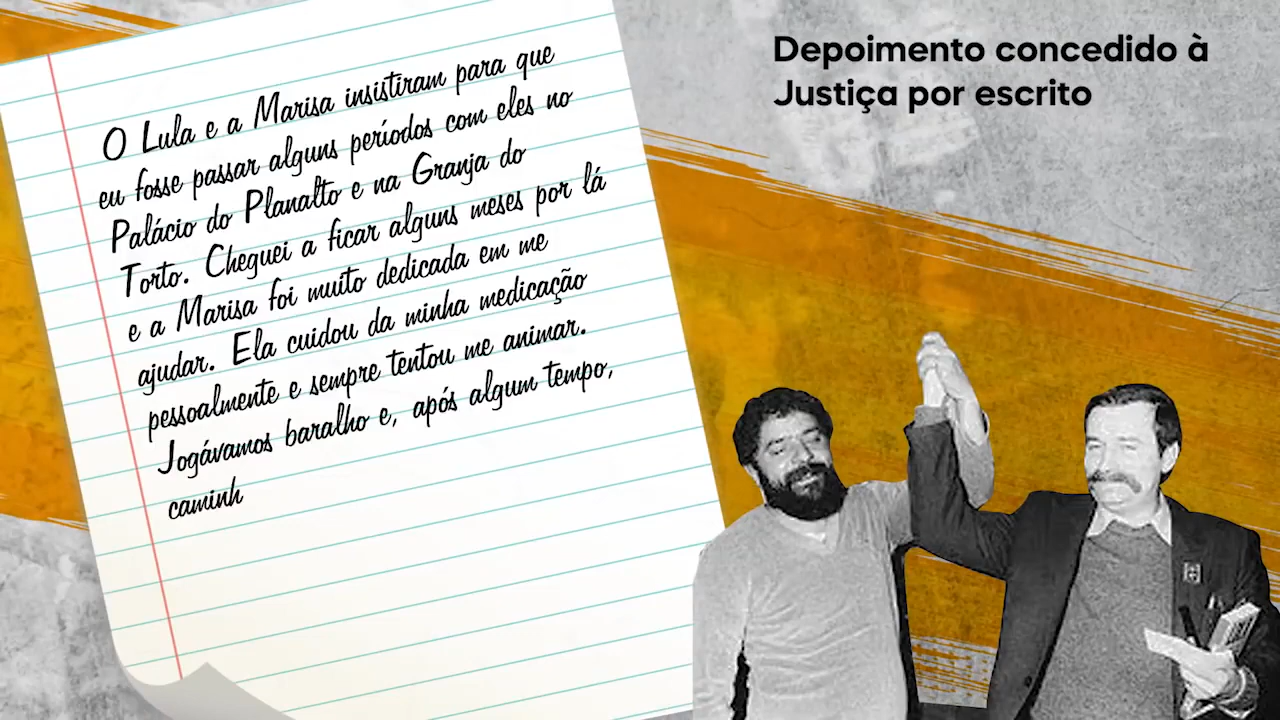 Depoimento concedido à
Justiça por escrito
O Lula e a Marisa insistiram para que
eu fosse passar alguns períodos com eles no
Palácio do Planalto e na Granja do
Torto. Cheguei a ficar alguns meses por lá
e a Marisa foi muito dedicada em me
ajudar. Ela cuidou da minha medicação
pessoalmente e sempre tentou me animar.
Jogávamos baralho e, após algum tempo,
caminh